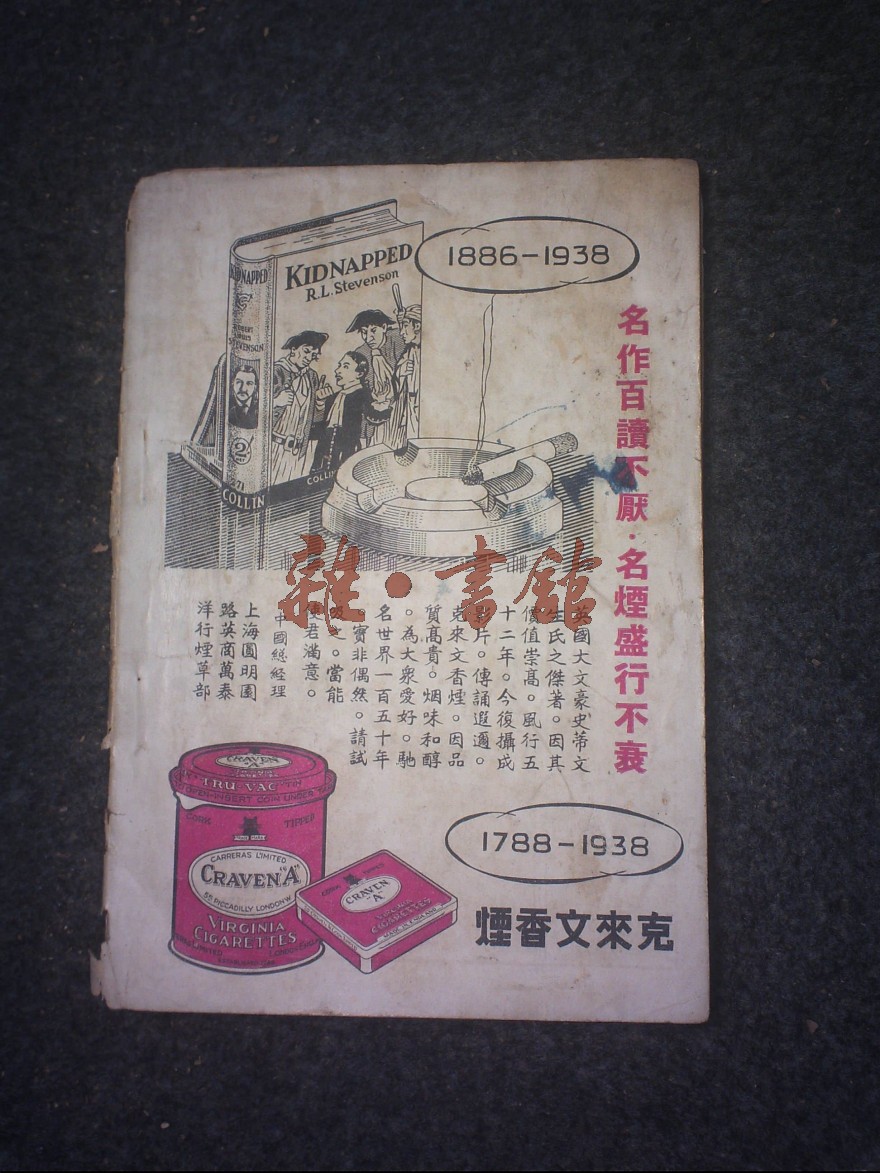 1886-1938
KIDNAPPED
R.L. Stevenson
KIDNAPPED
STEVENSON
2/
COLLIN
COLLIN
名作百讀不厭·名煙盛行不衰
雜·書館
英國大文豪史蒂文
生氏之傑著。因其
價值崇高。風行五
十二年。今復攝成
影片。傳誦遐邇。
克來文香煙。因品
質高貴。烟味和醇
。為大衆愛好。馳
名世界一百五十年
。實非偶然。請試
吸之。當能
使君滿意。
中國總經理
上海圓明園
路英商萬泰
洋行煙草部
1788-1938
克來文香煙
CRAVEN "A"
TRU-VAC TIN
CORK TIPPED
CARRERAS LIMITED
CRAVEN "A"
55 PICCADILLY LONDON W.
VIRGINIA
CIGARETTES
CRAVEN
"A"
VIRGINIA
CIGARETTES